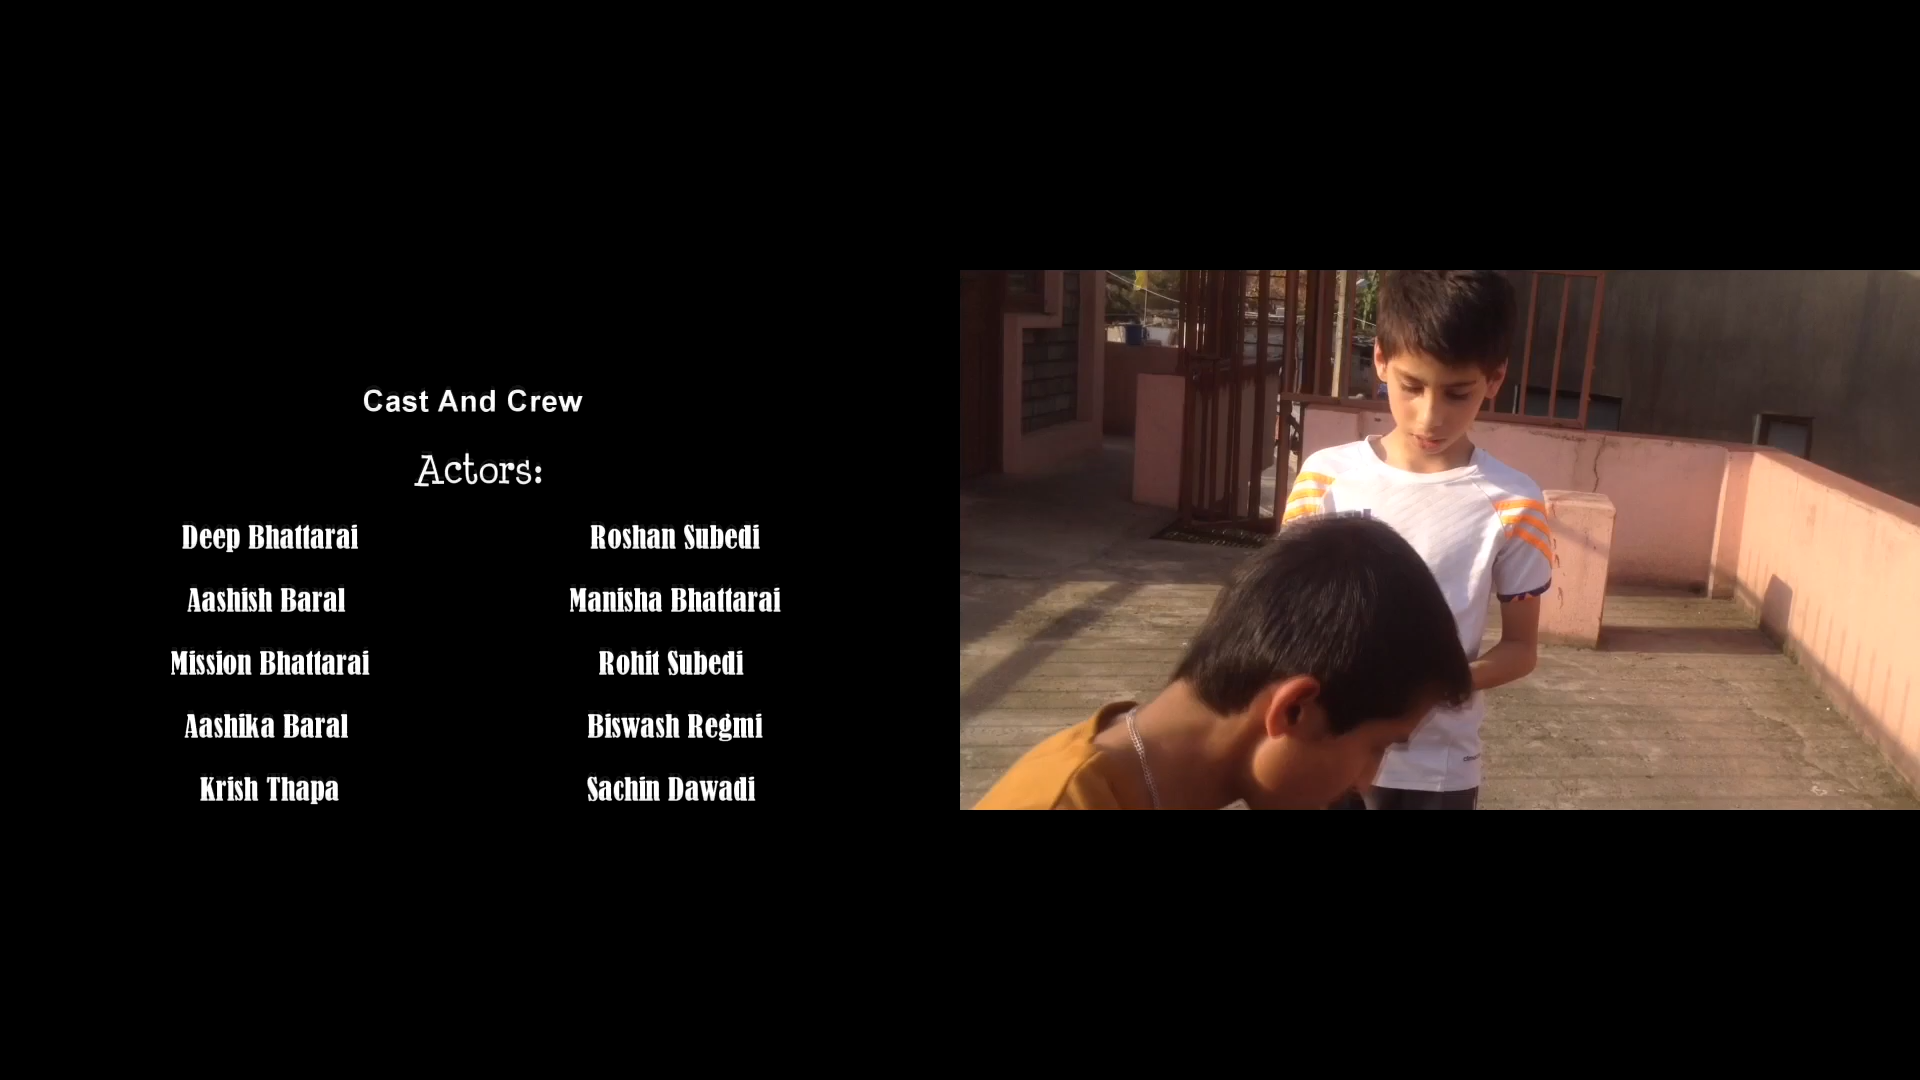 Cast And Crew
Actors:
Deep Bhattarai
Roshan Subedi
Aashish Baral
Manisha Bhattarai
Mission Bhattarai
Rohit Subedi
Aashika Baral
Biswash Regmi
Krish Thapa
Sachin Dawadi